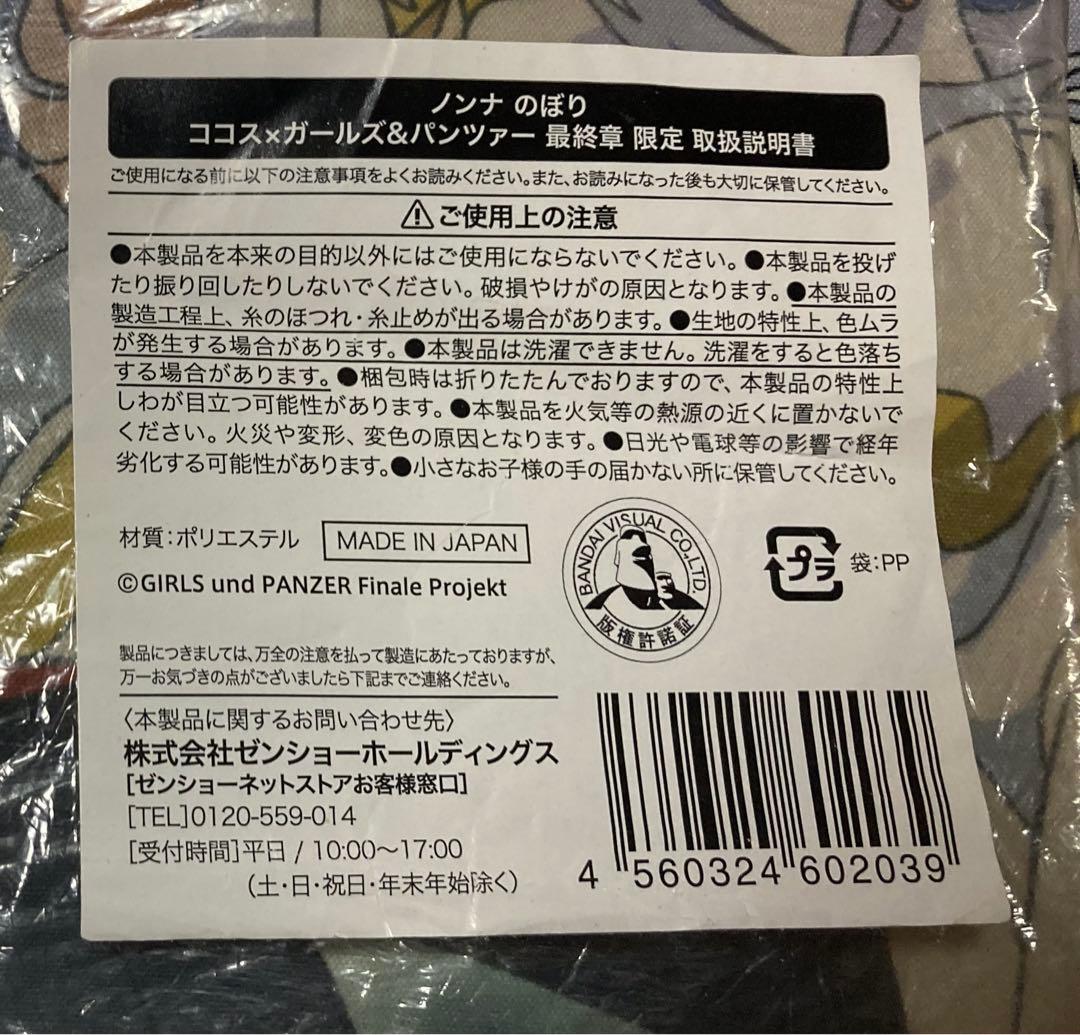 ノンナ のぼり
ココス×ガールズ&パンツァー 最終章 限定 取扱説明書
ご使用になる前に以下の注意事項をよくお読みください。また、お読みになった後も大切に保管してください。
⚠ご使用上の注意
●本製品を本来の目的以外にはご使用にならないでください。●本製品を投げ
たり振り回したりしないでください。破損やけがの原因となります。●本製品の
製造工程上、糸のほつれ・糸止めが出る場合があります。●生地の特性上、色ムラ
が発生する場合があります。●本製品は洗濯できません。洗濯をすると色落ち
する場合があります。●梱包時は折りたたんでおりますので、本製品の特性上
しわが目立つ可能性があります。●本製品を火気等の熱源の近くに置かないで
ください。火災や変形、変色の原因となります。●日光や電球等の影響で経年
劣化する可能性があります。●小さなお子様の手の届かない所に保管してください。
材質:ポリエステル MADE IN JAPAN
©GIRLS und PANZER Finale Projekt
BANDAI VISUAL CO.,LTD.
版権許諾証
プラ 袋:PP
製品につきましては、万全の注意を払って製造にあたっておりますが、
万一お気づきの点がございましたら下記までご連絡ください。
〈本製品に関するお問い合わせ先〉
株式会社ゼンショーホールディングス
[ゼンショーネットストアお客様窓口]
[TEL]0120-559-014
[受付時間]平日 / 10:00〜17:00
(土・日・祝日・年末年始除く)
4 560324 602039